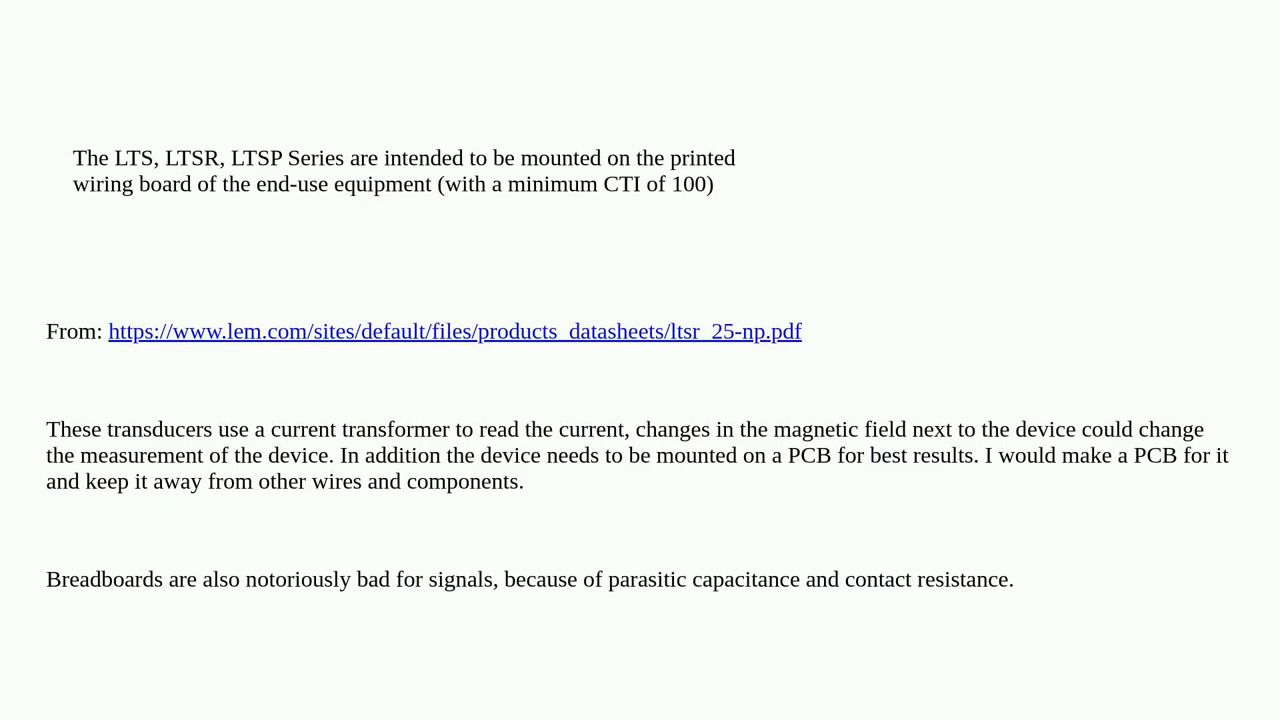 The LTS, LTSR, LTSP Series are intended to be mounted on the printed
wiring board of the end-use equipment (with a minimum CTI of 100)
From: https://www.lem.com/sites/default/files/products_datasheets/ltsr_25-np.pdf
These transducers use a current transformer to read the current, changes in the magnetic field next to the device could change
the measurement of the device. In addition the device needs to be mounted on a PCB for best results. I would make a PCB for it
and keep it away from other wires and components.
Breadboards are also notoriously bad for signals, because of parasitic capacitance and contact resistance.